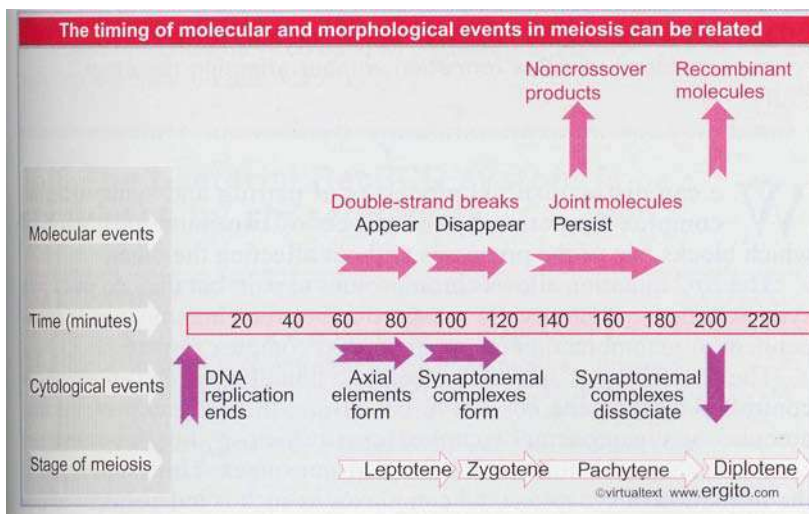 The timing of molecular and morphological events in meiosis can be related
Noncrossover products
Recombinant molecules
Double-strand breaks
Joint molecules
Molecular events
Appear
Disappear
Persist
Time (minutes)
20 40 60 80 100 120 140 160 180 200 220
Cytological events
DNA replication ends
Axial elements form
Synaptonemal complexes form
Synaptonemal complexes dissociate
Stage of meiosis
Leptotene
Zygotene
Pachytene
Diplotene
©virtualtext www.ergito.com